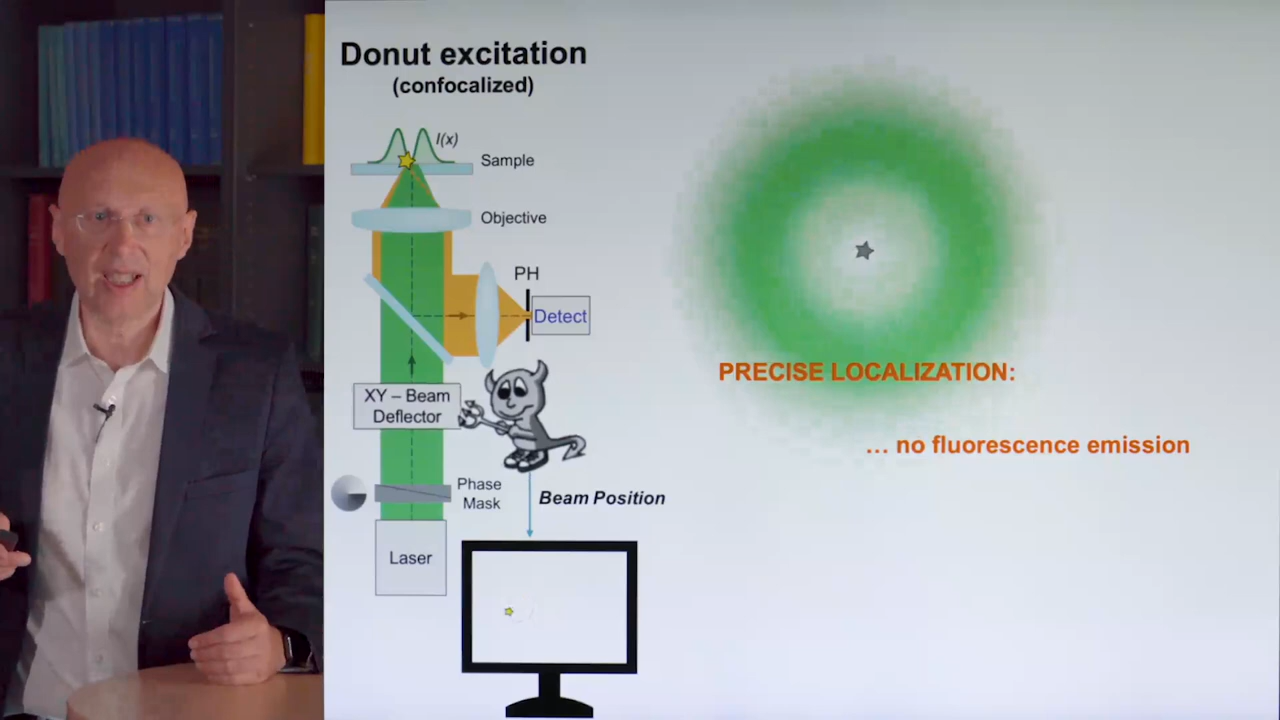 Donut excitation
(confocalized)
I(x)
Sample
Objective
PH
Detect
XY – Beam
Deflector
Phase
Mask
Beam Position
Laser
PRECISE LOCALIZATION:
… no fluorescence emission